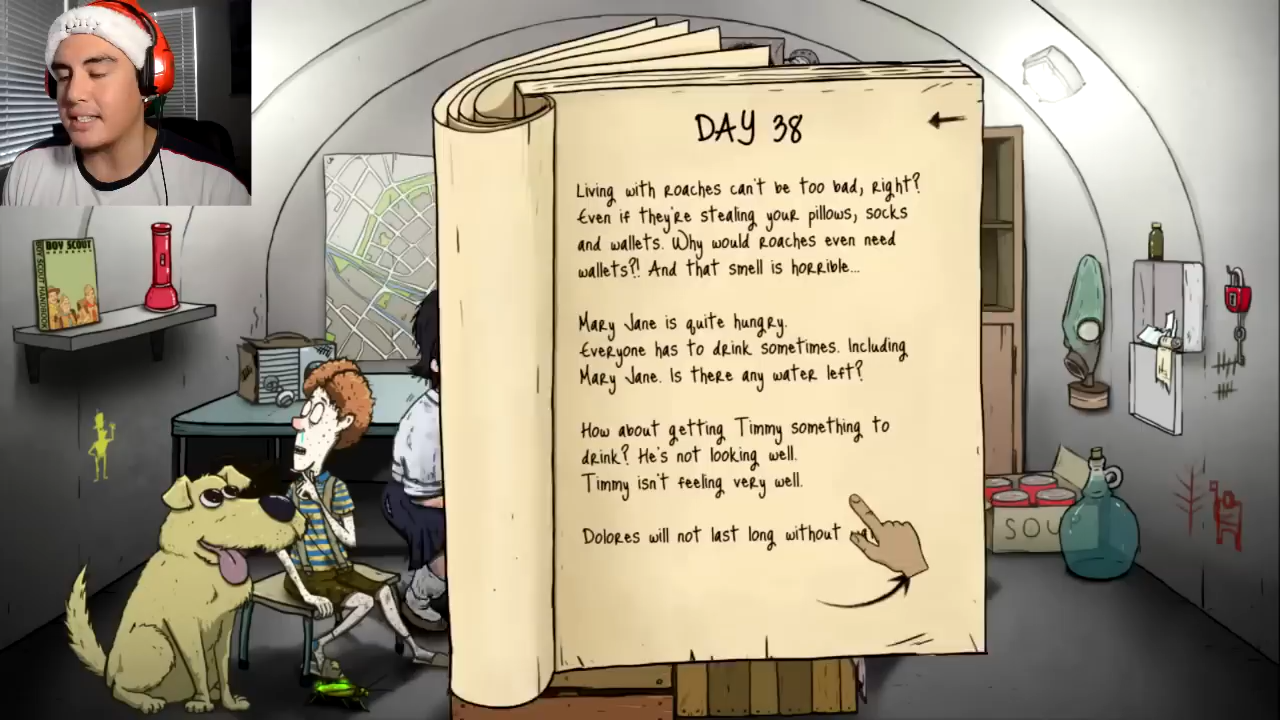 DAY 38
Living with roaches can't be too bad, right?
Even if they're stealing your pillows, socks
and wallets. Why would roaches even need
wallets?! And that smell is horrible...
Mary Jane is quite hungry.
Everyone has to drink sometimes. Including
Mary Jane. Is there any water left?
How about getting Timmy something to
drink? He's not looking well.
Timmy isn't feeling very well.
Dolores will not last long without
BOY SCOUT
BOY SCOUT HANDBOOK
SOU